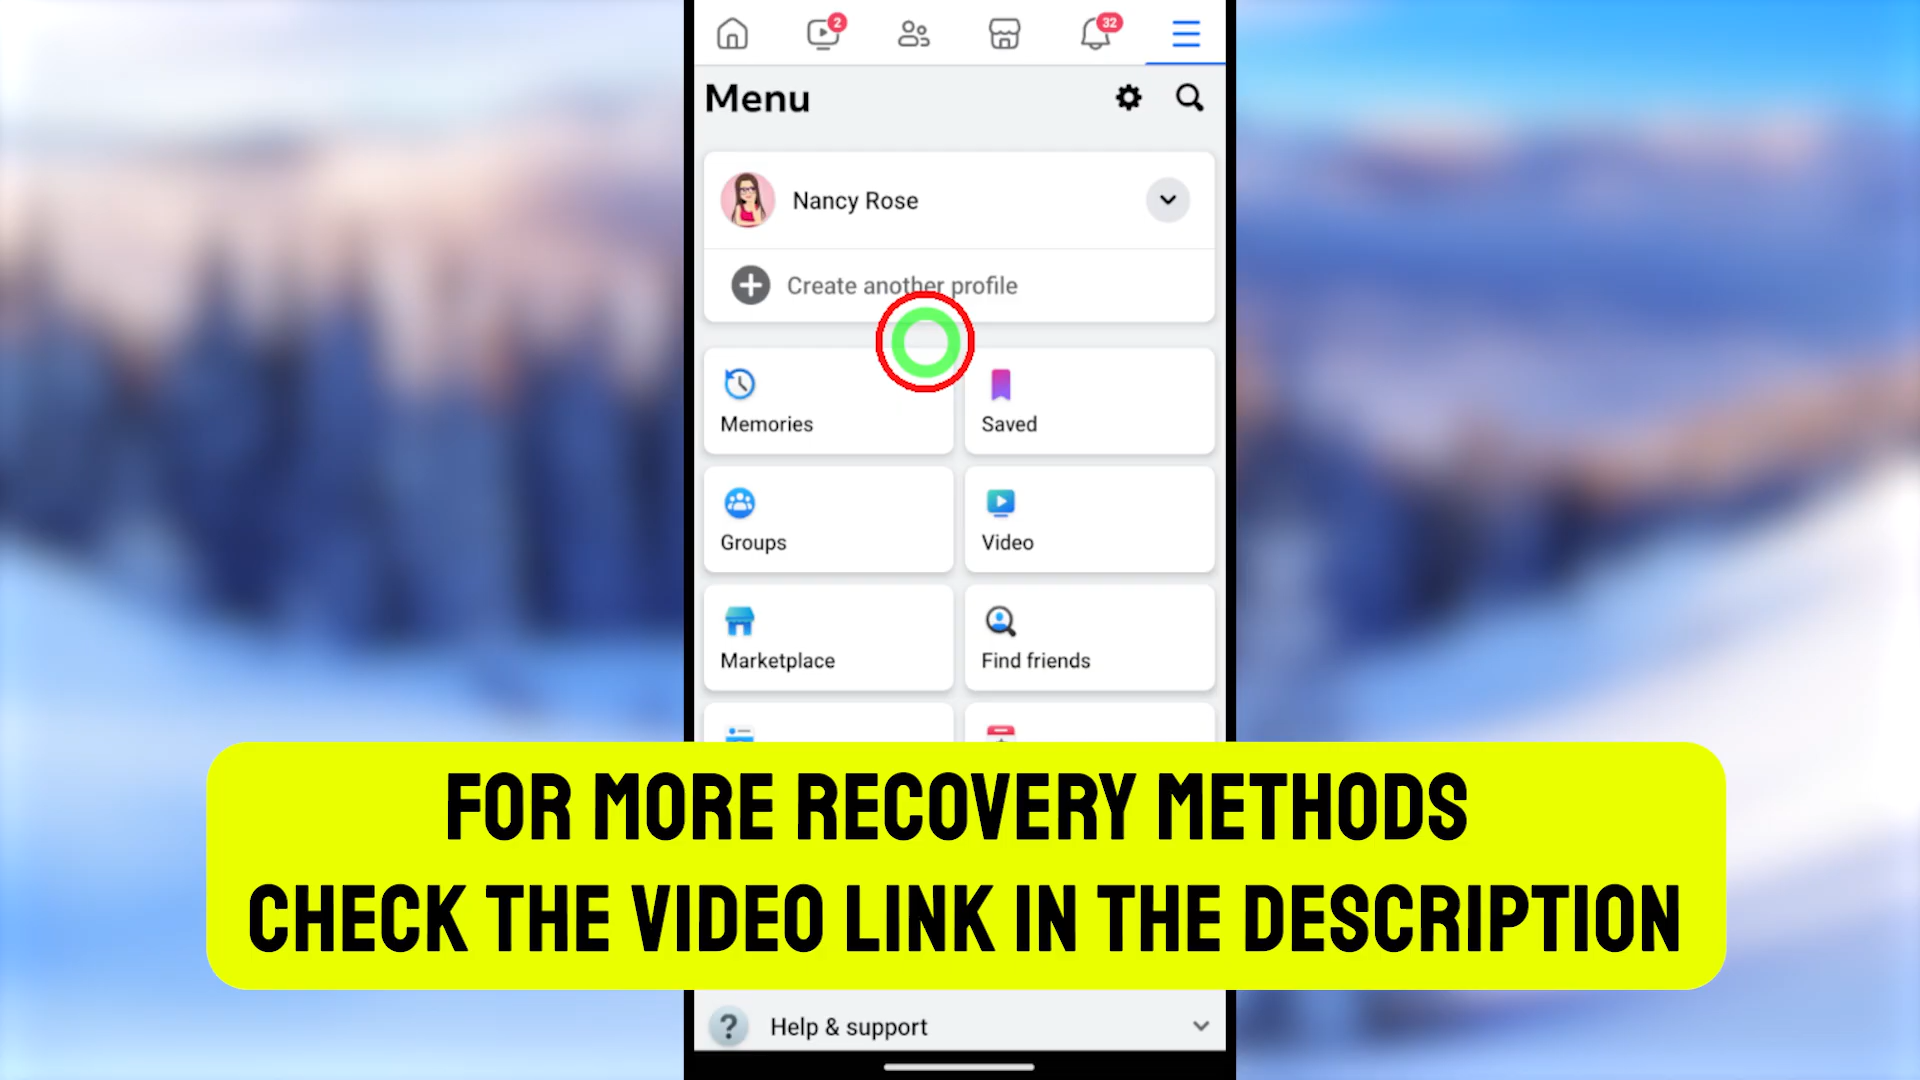 2
32
Menu
Nancy Rose
Create another profile
Memories
Saved
Groups
Video
Marketplace
Find friends
FOR MORE RECOVERY METHODS
CHECK THE VIDEO LINK IN THE DESCRIPTION
? Help & support